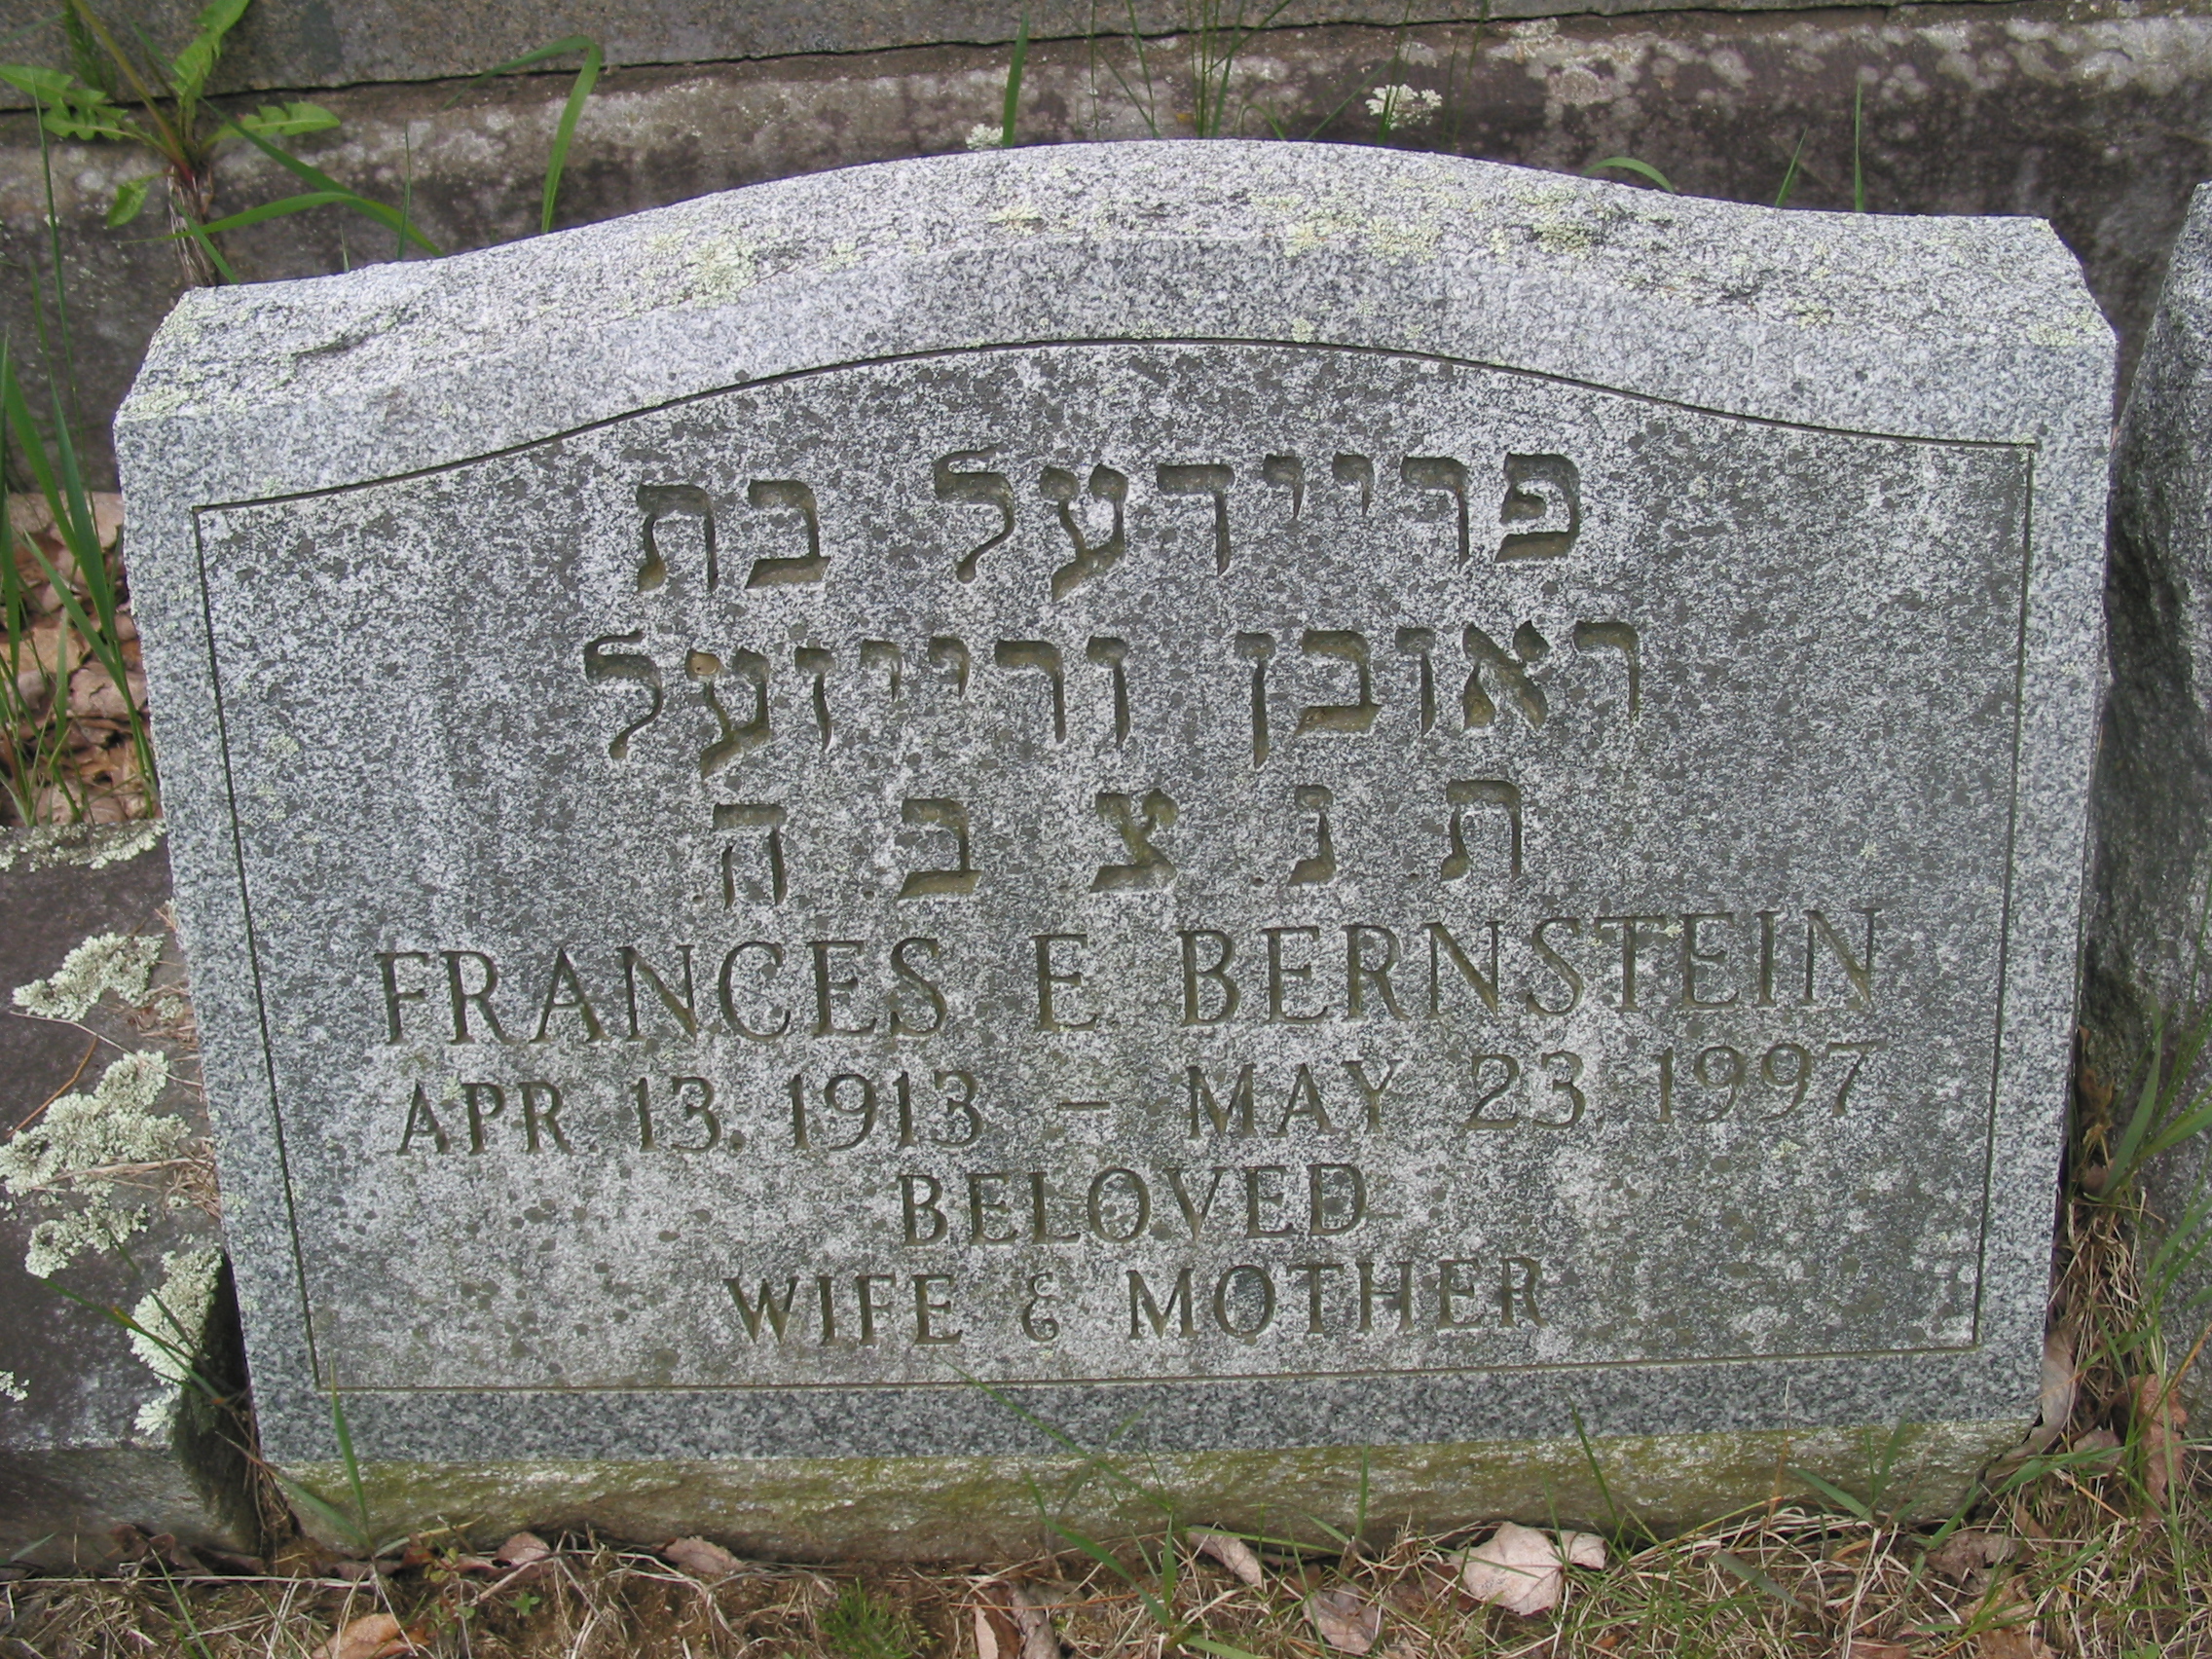 פריידעל בת
ראובן ורייזעל
ת. נ. צ. ב. ה.
FRANCES E BERNSTEIN
APR 13, 1913 – MAY 23, 1997
BELOVED
WIFE & MOTHER